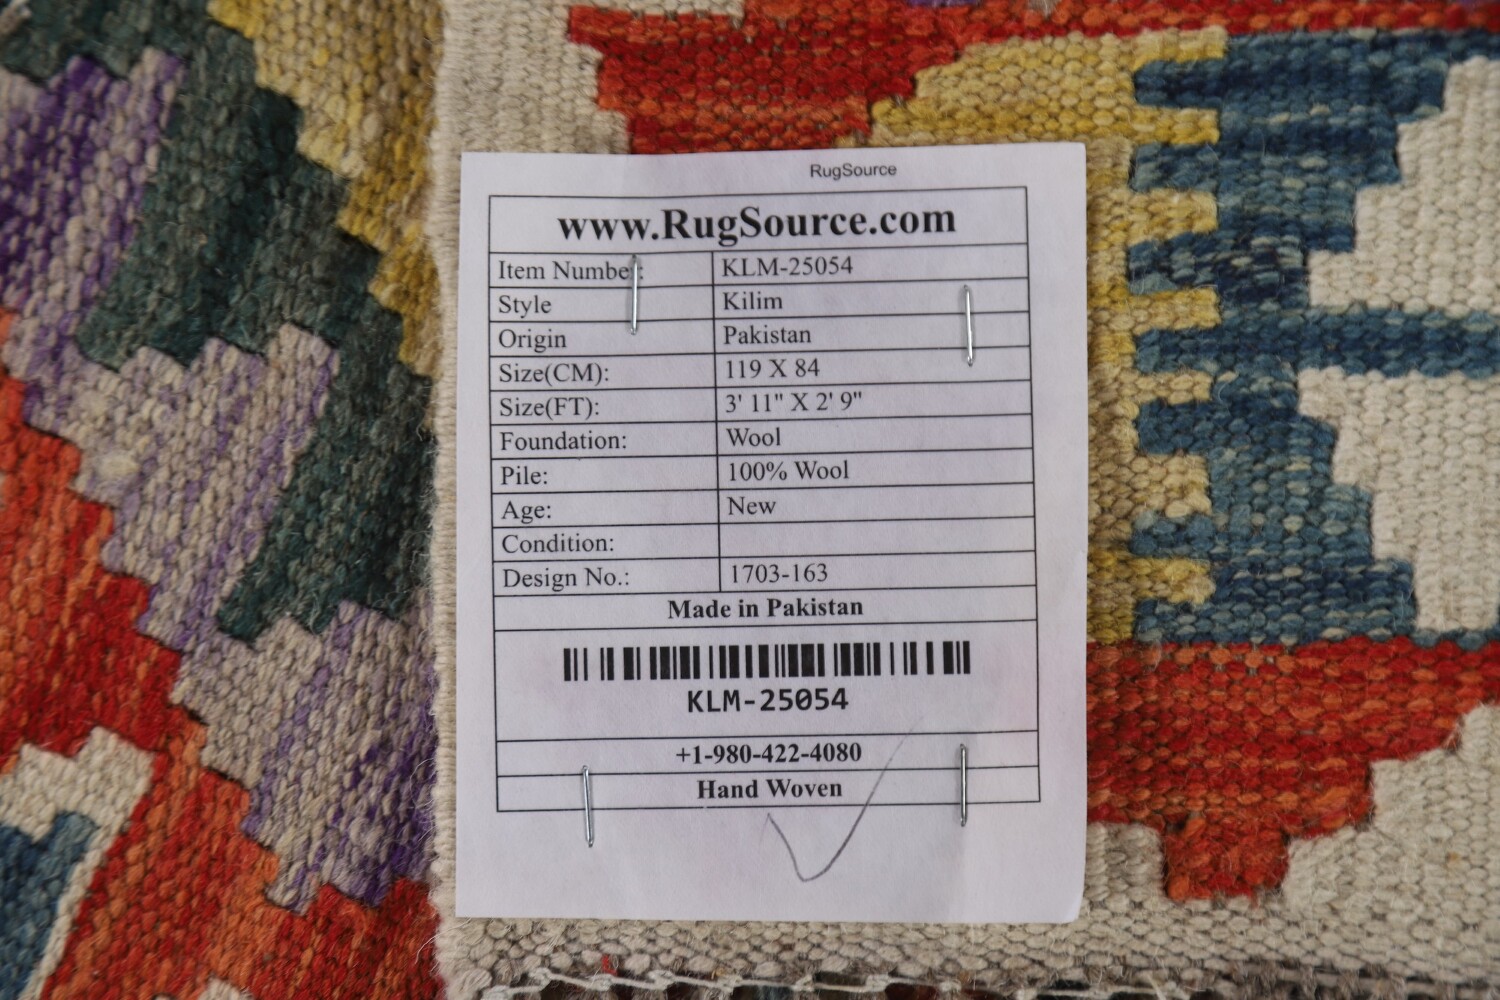 RugSource
www.RugSource.com
Item Number: KLM-25054
Style Kilim
Origin Pakistan
Size(CM): 119 X 84
Size(FT): 3' 11" X 2' 9"
Foundation: Wool
Pile: 100% Wool
Age: New
Condition:
Design No.: 1703-163
Made in Pakistan
KLM-25054
+1-980-422-4080
Hand Woven